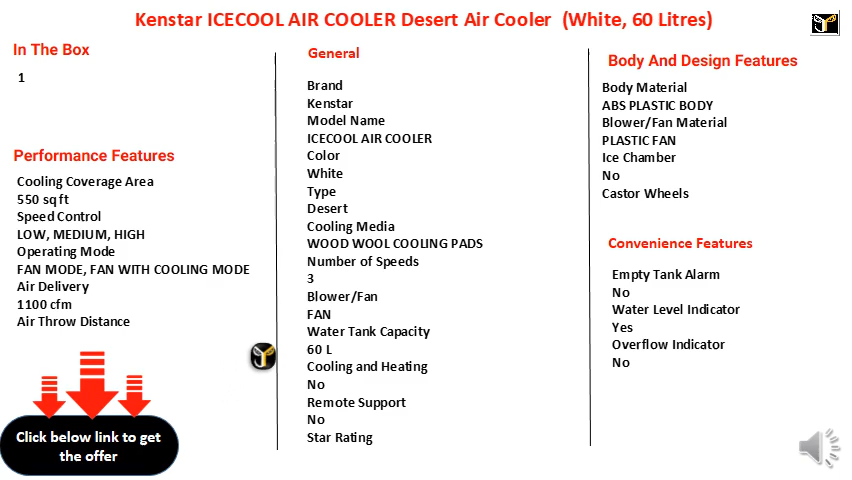 Kenstar ICECOOL AIR COOLER Desert Air Cooler (White, 60 Litres)
In The Box
1
Performance Features
Cooling Coverage Area
550 sq ft
Speed Control
LOW, MEDIUM, HIGH
Operating Mode
FAN MODE, FAN WITH COOLING MODE
Air Delivery
1100 cfm
Air Throw Distance
Click below link to get
the offer
General
Brand
Kenstar
Model Name
ICECOOL AIR COOLER
Color
White
Type
Desert
Cooling Media
WOOD WOOL COOLING PADS
Number of Speeds
3
Blower/Fan
FAN
Water Tank Capacity
60 L
Cooling and Heating
No
Remote Support
No
Star Rating
Body And Design Features
Body Material
ABS PLASTIC BODY
Blower/Fan Material
PLASTIC FAN
Ice Chamber
No
Castor Wheels
Convenience Features
Empty Tank Alarm
No
Water Level Indicator
Yes
Overflow Indicator
No